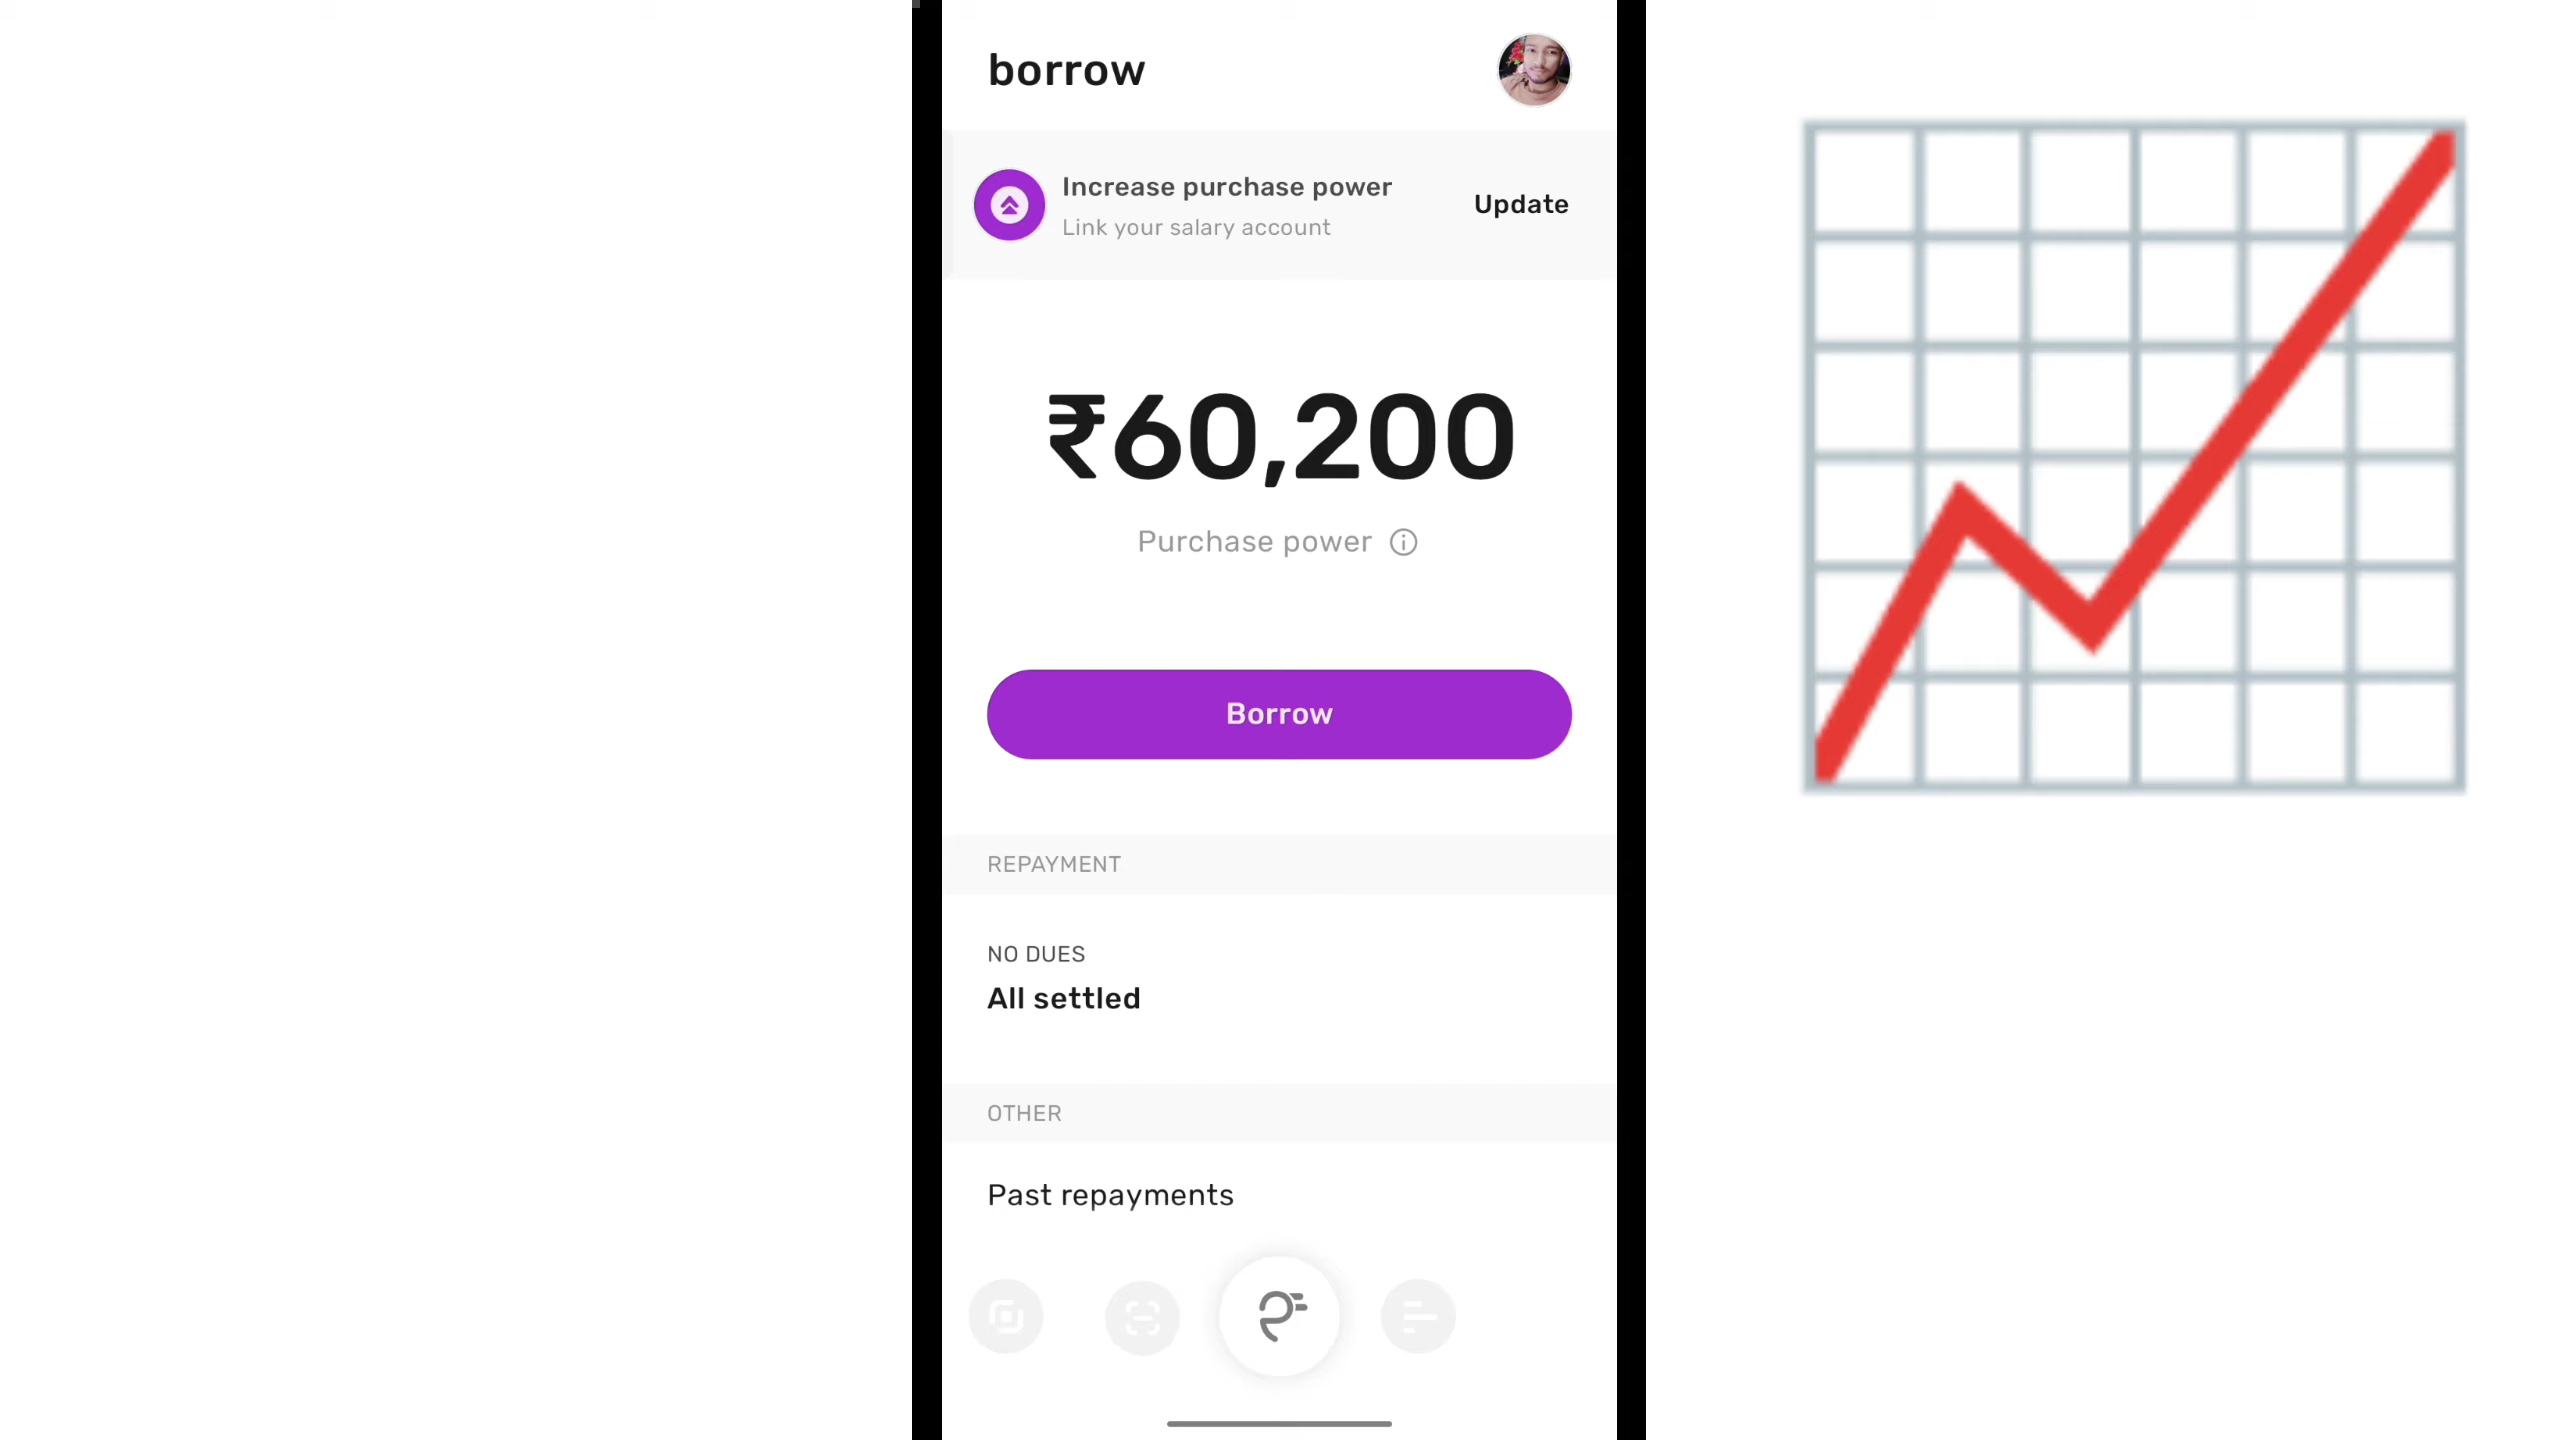 borrow
Increase purchase power
Link your salary account
Update
₹60,200
Purchase power
Borrow
REPAYMENT
NO DUES
All settled
OTHER
Past repayments